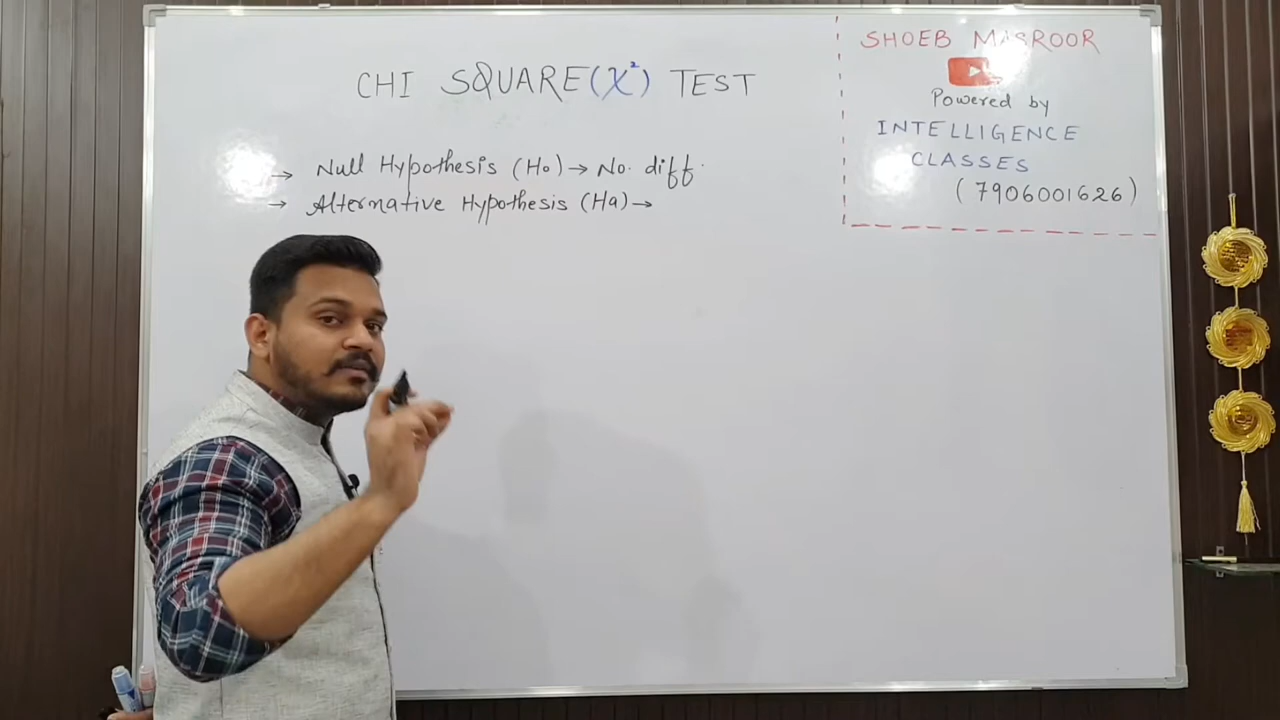 CHI SQUARE (χ²) TEST
→ Null Hypothesis (Ho) → No. diff.
→ Alternative Hypothesis (Ha) →
SHOEB MASROOR
Powered by
INTELLIGENCE
CLASSES
(7906001626)